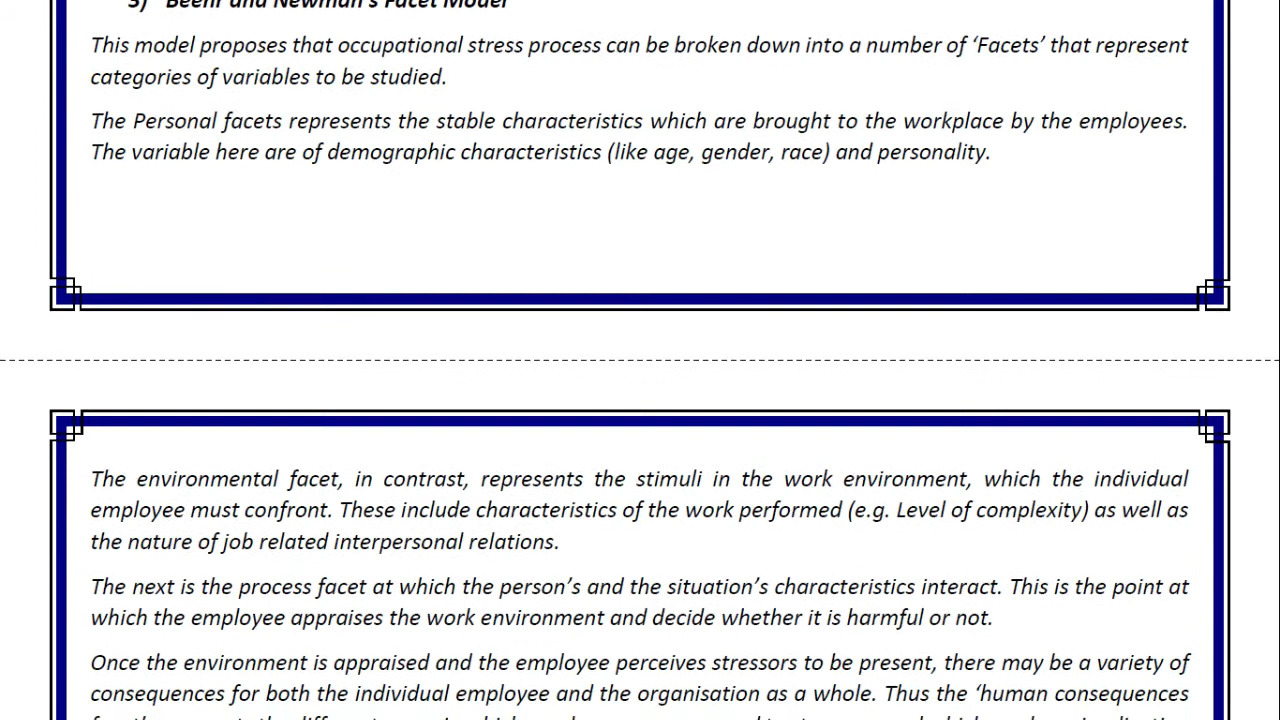 3) Beehr and Newman's Facet Model
This model proposes that occupational stress process can be broken down into a number of ‘Facets’ that represent
categories of variables to be studied.
The Personal facets represents the stable characteristics which are brought to the workplace by the employees.
The variable here are of demographic characteristics (like age, gender, race) and personality.
The environmental facet, in contrast, represents the stimuli in the work environment, which the individual
employee must confront. These include characteristics of the work performed (e.g. Level of complexity) as well as
the nature of job related interpersonal relations.
The next is the process facet at which the person’s and the situation’s characteristics interact. This is the point at
which the employee appraises the work environment and decide whether it is harmful or not.
Once the environment is appraised and the employee perceives stressors to be present, there may be a variety of
consequences for both the individual employee and the organisation as a whole. Thus the ‘human consequences